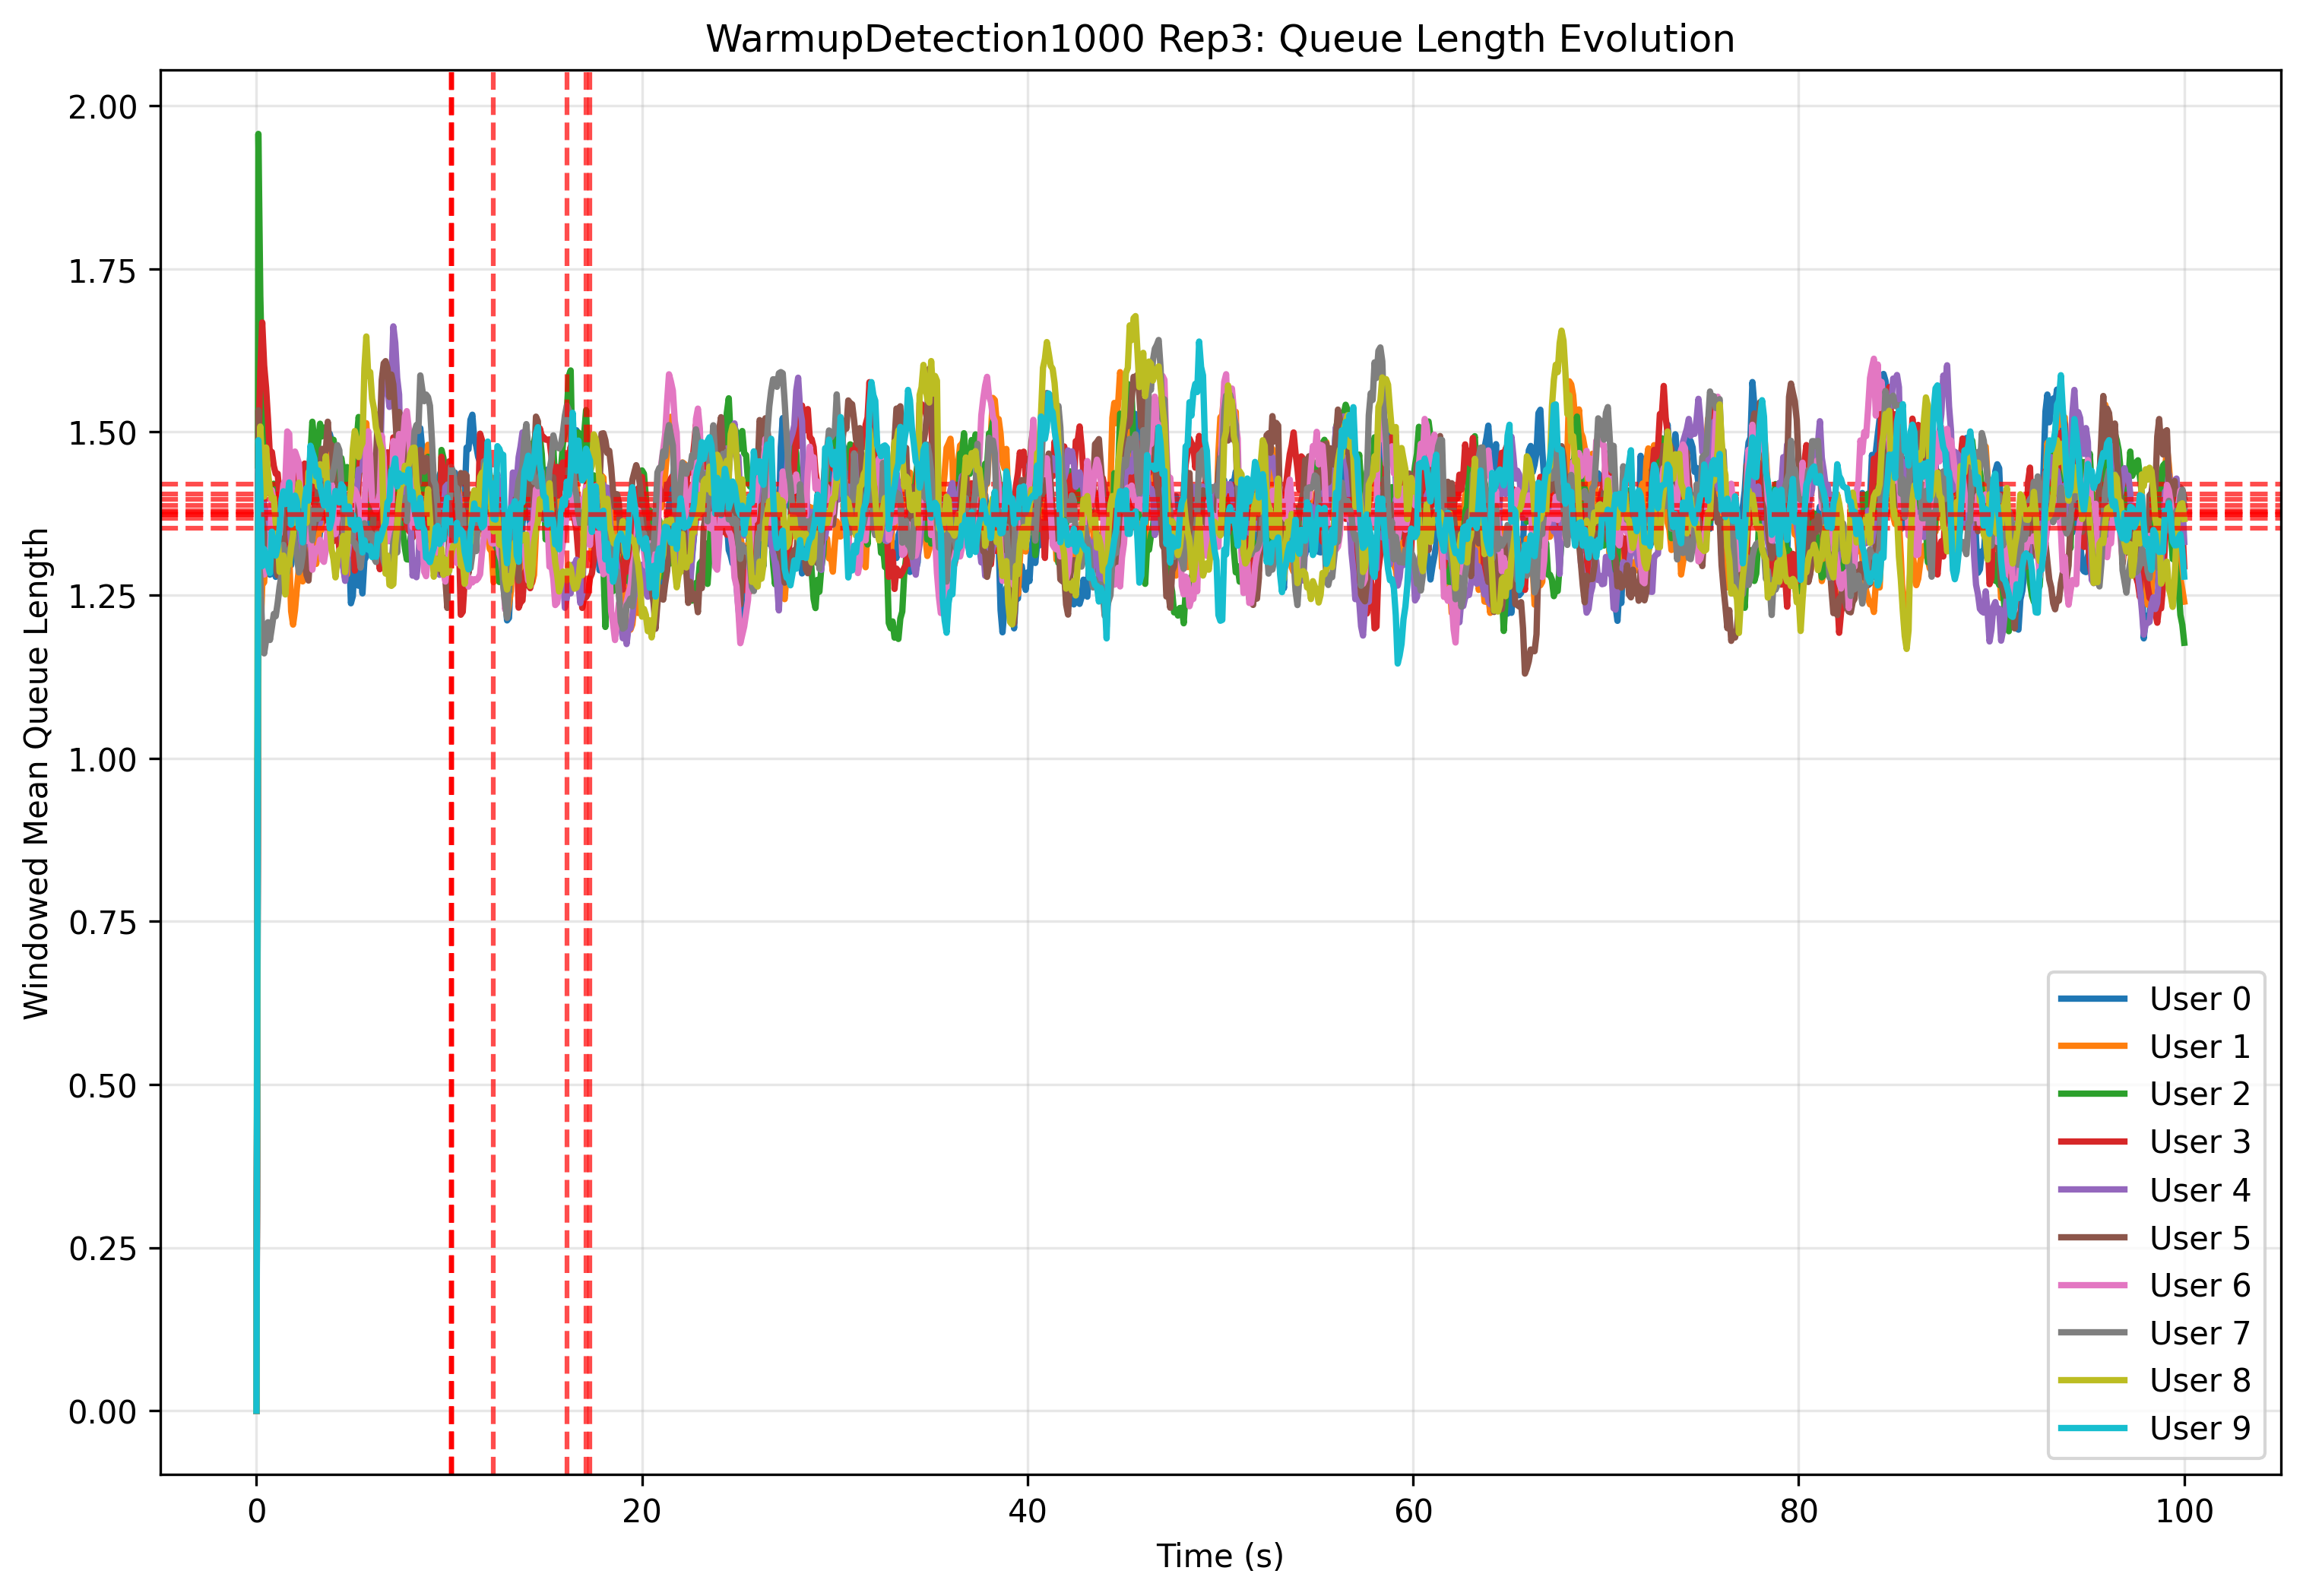 WarmupDetection1000 Rep3: Queue Length Evolution
Windowed Mean Queue Length
2.00
1.75
1.50
1.25
1.00
0.75
0.50
0.25
0.00
0 20 40 60 80 100
Time (s)
User 0
User 1
User 2
User 3
User 4
User 5
User 6
User 7
User 8
User 9